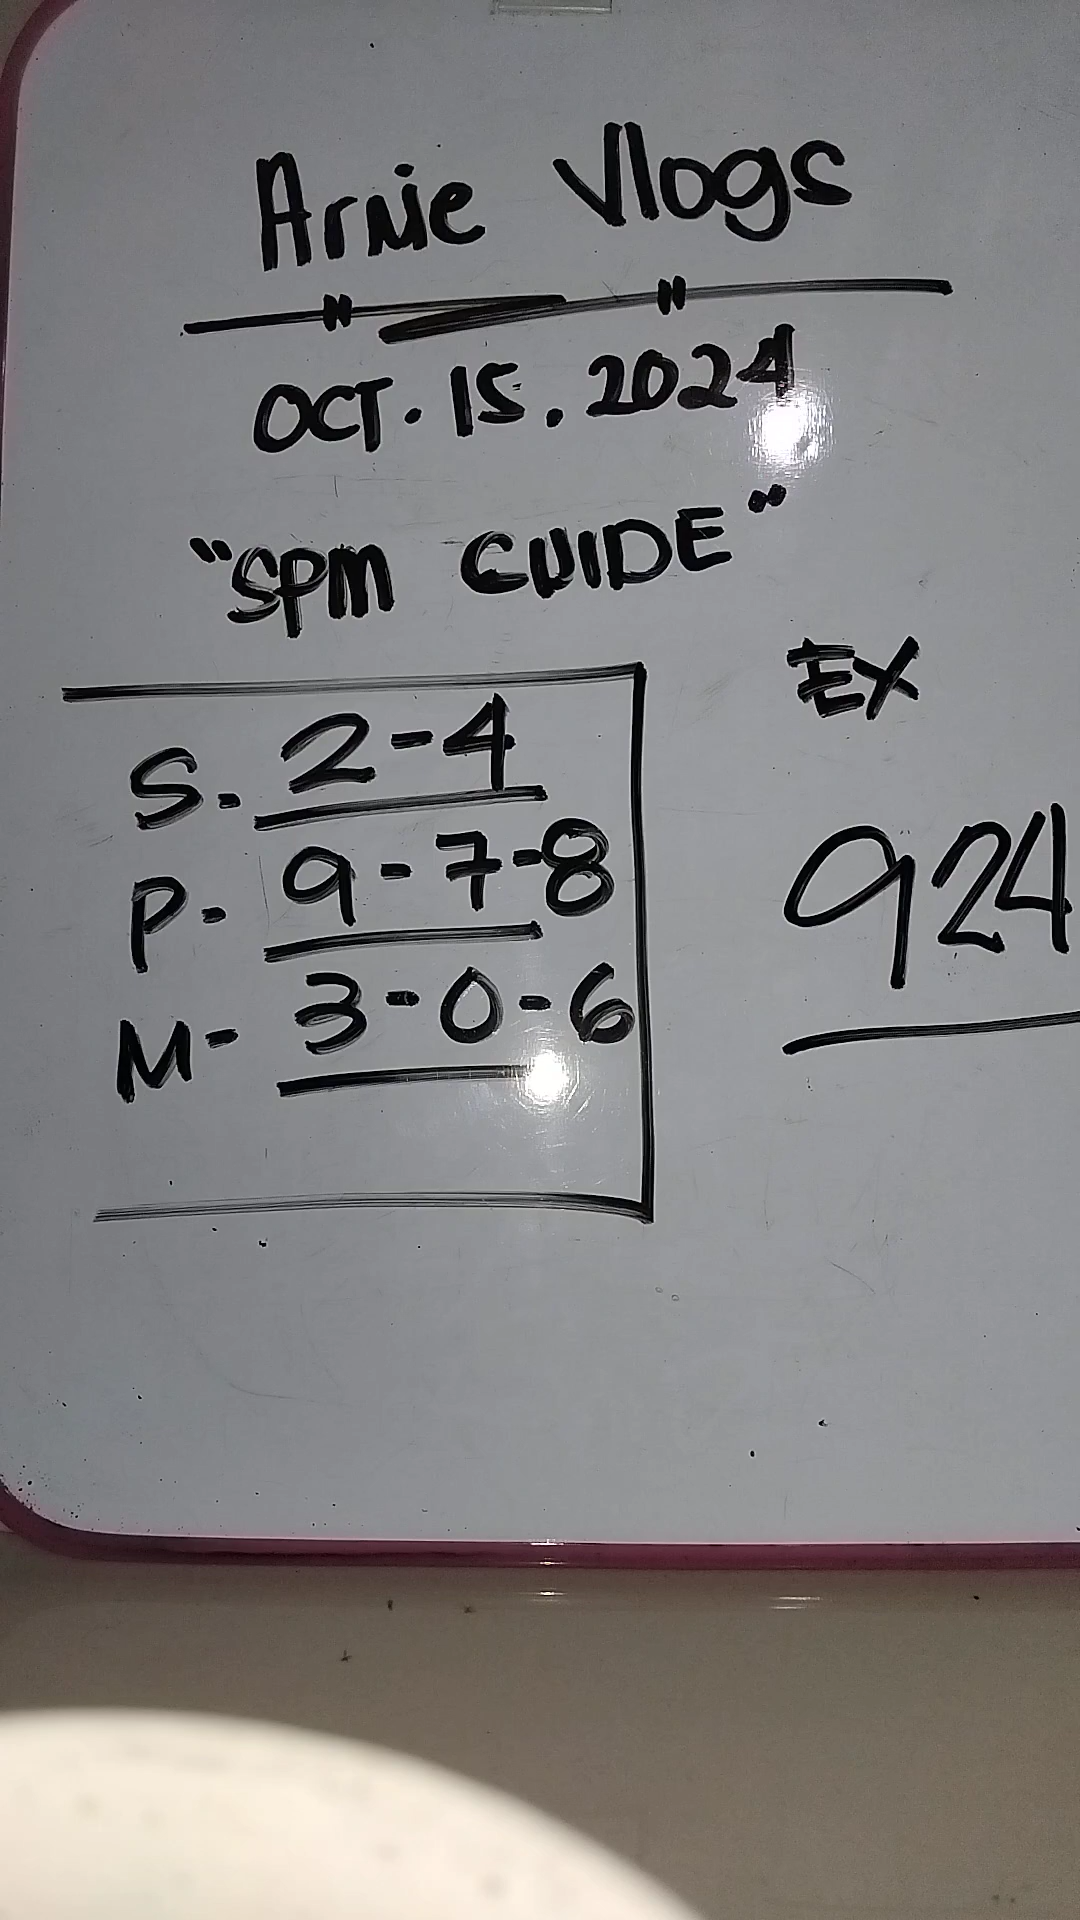 Arnie Vlogs
OCT. 15. 2024
"SPM GUIDE"
EX
S. 2-4
P- 9-7-8
M- 3-0-6
924